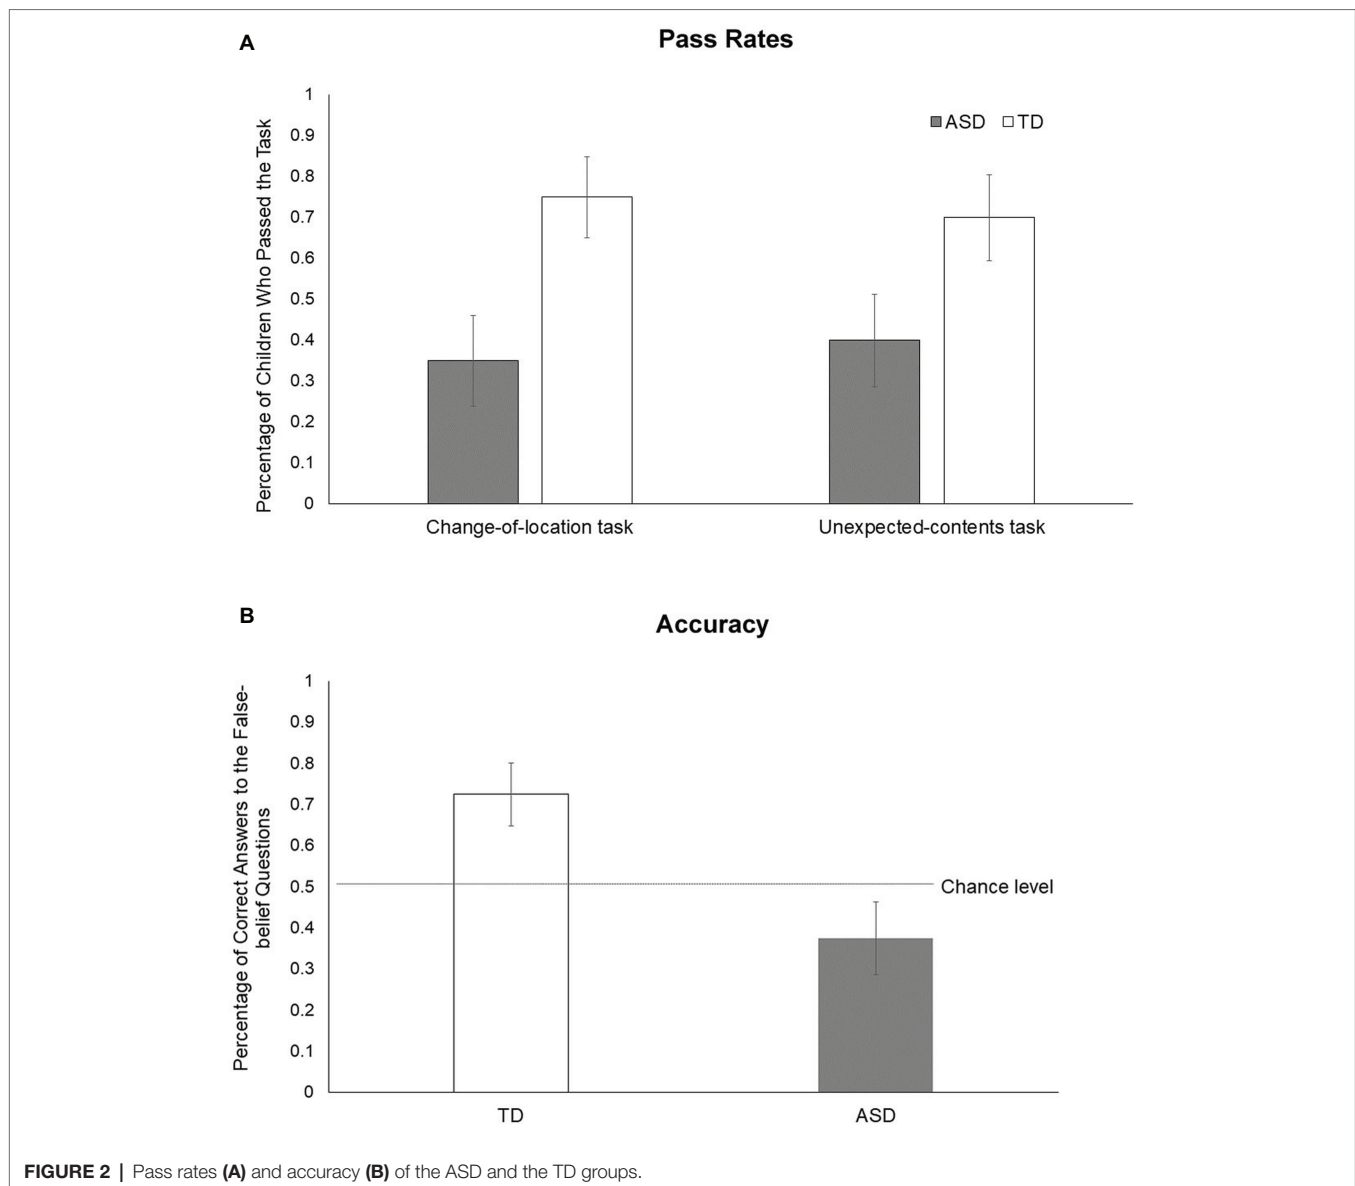 A
Pass Rates
Percentage of Children Who Passed the Task
1
0.9
0.8
0.7
0.6
0.5
0.4
0.3
0.2
0.1
0
ASD TD
Change-of-location task
Unexpected-contents task
B
Accuracy
Percentage of Correct Answers to the False-
belief Questions
1
0.9
0.8
0.7
0.6
0.5
0.4
0.3
0.2
0.1
0
Chance level
TD
ASD
FIGURE 2 | Pass rates (A) and accuracy (B) of the ASD and the TD groups.